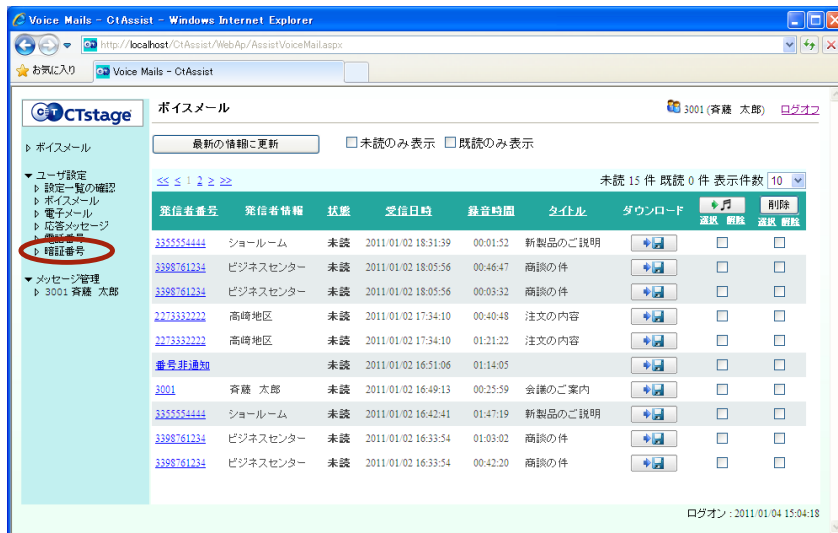 Voice Mails - CtAssist - Windows Internet Explorer
http://localhost/CtAssist/WebAp/AssistVoiceMail.aspx
お気に入り Voice Mails - CtAssist
CTstage
ボイスメール
3001 (斉藤 太郎) ログオフ
最新の情報に更新 未読のみ表示 既読のみ表示
ボイスメール
ユーザ設定
設定一覧の確認
ボイスメール
電子メール
応答メッセージ
電話番号
暗証番号
メッセージ管理
3001 斉藤 太郎
<< < 1 2 > >> 未読 15 件 既読 0 件 表示件数 10
発信者番号 発信者情報 状態 受信日時 録音時間 タイトル ダウンロード 選択 解除 削除 選択 解除
3355554444 ショールーム 未読 2011/01/02 18:31:39 00:01:52 新製品のご説明
3398761234 ビジネスセンター 未読 2011/01/02 18:05:56 00:46:47 商談の件
3398761234 ビジネスセンター 未読 2011/01/02 18:05:56 00:03:32 商談の件
2273332222 高崎地区 未読 2011/01/02 17:34:10 00:40:48 注文の内容
2273332222 高崎地区 未読 2011/01/02 17:34:10 01:21:22 注文の内容
番号非通知 未読 2011/01/02 16:51:06 01:14:05
3001 斉藤 太郎 未読 2011/01/02 16:49:13 00:25:59 会議のご案内
3355554444 ショールーム 未読 2011/01/02 16:42:41 01:47:19 新製品のご説明
3398761234 ビジネスセンター 未読 2011/01/02 16:33:54 01:03:02 商談の件
3398761234 ビジネスセンター 未読 2011/01/02 16:33:54 00:42:20 商談の件
ログオン : 2011/01/04 15:04:18